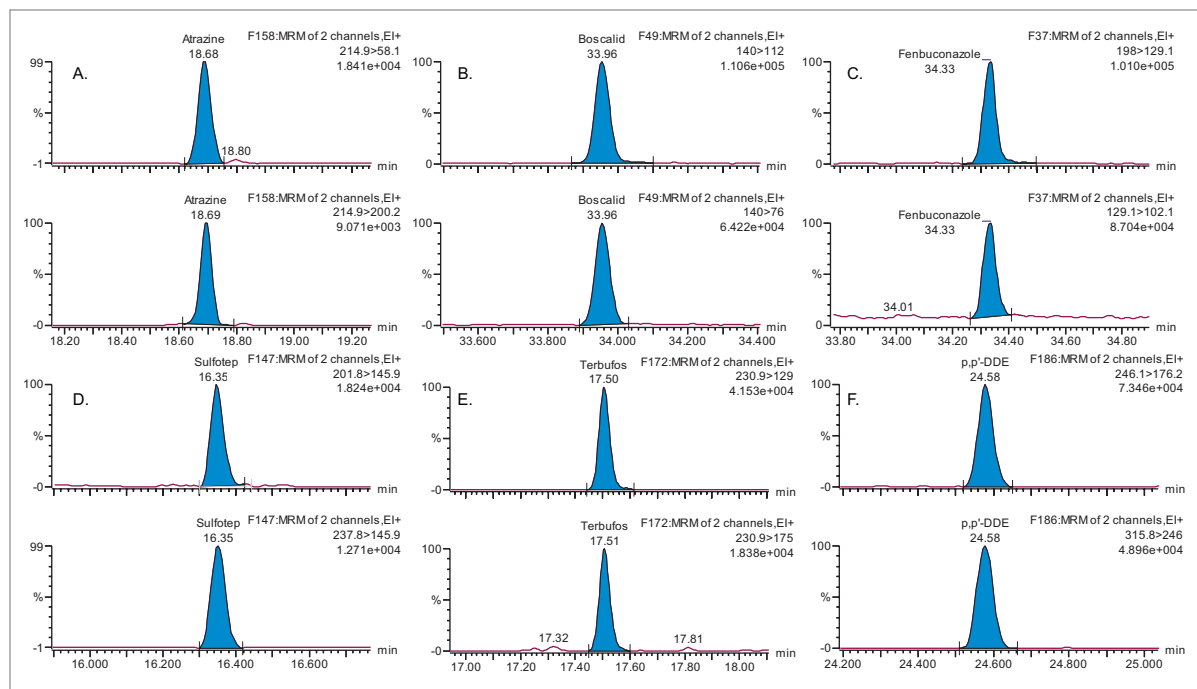 A.
Atrazine
18.68
F158:MRM of 2 channels,EI+
214.9>58.1
1.841e+004
99
%
-1
18.80
min
B.
Boscalid
33.96
F49:MRM of 2 channels,EI+
140>112
1.106e+005
100
%
0
min
C.
Fenbuconazole
34.33
F37:MRM of 2 channels,EI+
198>129.1
1.010e+005
100
%
0
min
Atrazine
18.69
F158:MRM of 2 channels,EI+
214.9>200.2
9.071e+003
100
%
-0
min
18.20 18.40 18.60 18.80 19.00 19.20
Boscalid
33.96
F49:MRM of 2 channels,EI+
140>76
6.422e+004
100
%
0
min
33.600 33.800 34.000 34.200 34.400
Fenbuconazole
34.33
F37:MRM of 2 channels,EI+
129.1>102.1
8.704e+004
100
%
-0
34.01
min
33.80 34.00 34.20 34.40 34.60 34.80
D.
Sulfotep
16.35
F147:MRM of 2 channels,EI+
201.8>145.9
1.824e+004
100
%
-0
min
E.
Terbufos
17.50
F172:MRM of 2 channels,EI+
230.9>129
4.153e+004
100
%
-0
min
F.
p,p'-DDE
24.58
F186:MRM of 2 channels,EI+
246.1>176.2
7.346e+004
100
%
-0
min
Sulfotep
16.35
F147:MRM of 2 channels,EI+
237.8>145.9
1.271e+004
99
%
-1
min
16.000 16.200 16.400 16.600
Terbufos
17.51
F172:MRM of 2 channels,EI+
230.9>175
1.838e+004
100
%
-0
17.32
17.81
min
17.00 17.20 17.40 17.60 17.80 18.00
p,p'-DDE
24.58
F186:MRM of 2 channels,EI+
315.8>246
4.896e+004
100
%
-0
min
24.200 24.400 24.600 24.800 25.000